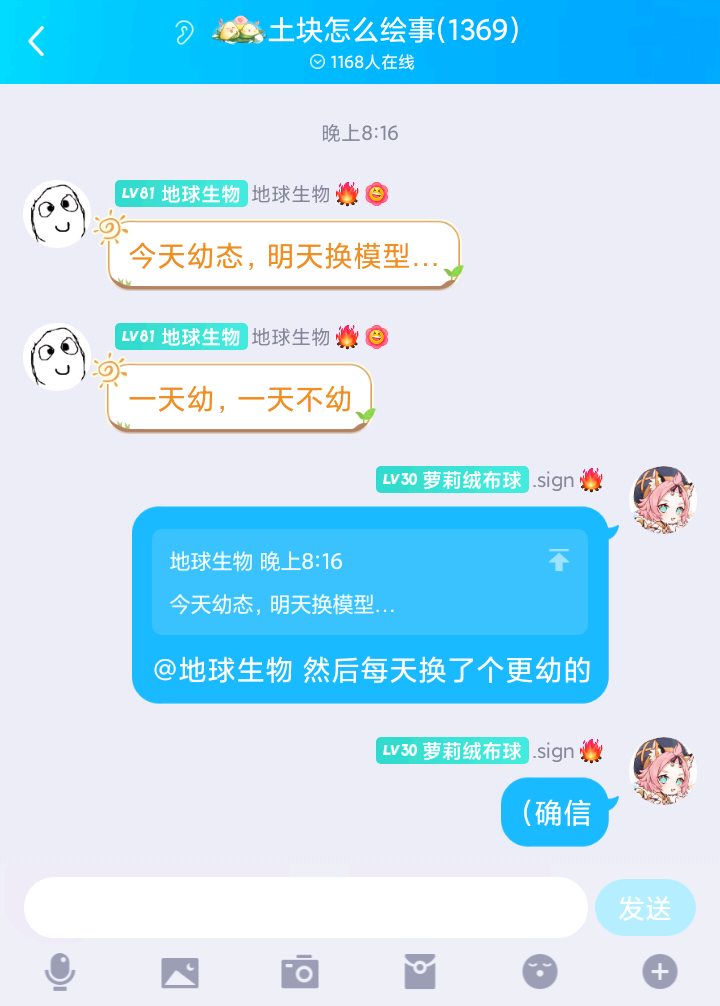 土块怎么绘事(1369)
1168人在线
晚上8:16
LV81 地球生物 地球生物
今天幼态，明天换模型...
LV81 地球生物 地球生物
一天幼，一天不幼
LV30 萝莉绒布球 .sign
地球生物 晚上8:16
今天幼态，明天换模型...
@地球生物 然后每天换了个更幼的
LV30 萝莉绒布球 .sign
（确信
发送